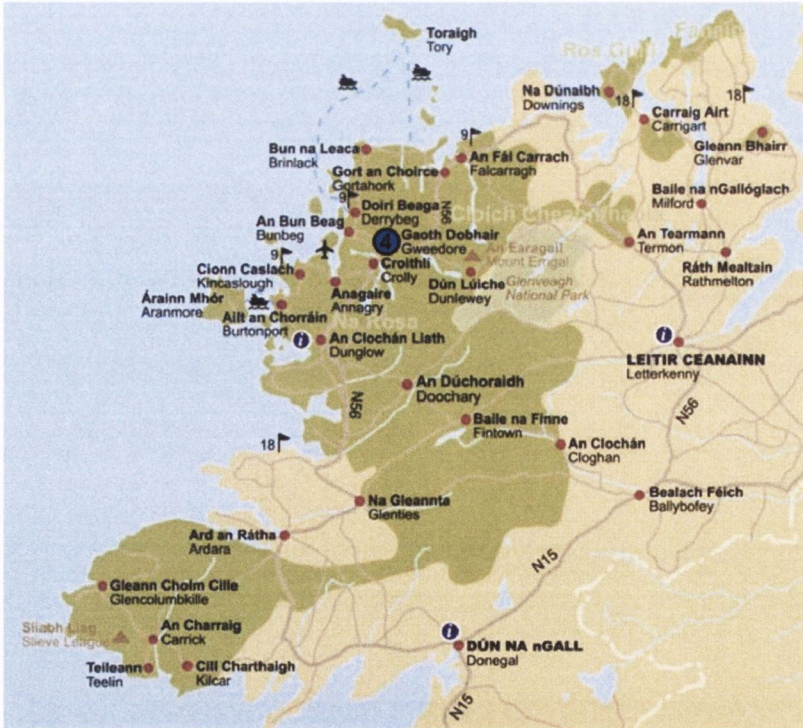 Toraigh
Tory
Fanaid
Ros Guill
Na Dúnaibh
Downings
18
18
Carraig Airt
Carrigart
Gleann Bhairr
Glenvar
9
Bun na Leaca
Brinlack
An Fál Carrach
Falcarragh
Gort an Choirce
Gortahork
9
Doirí Beaga
Derrybeg
N56
Baile na nGallóglach
Milford
An Bun Beag
Bunbeg
4
Gaoth Dobhair
Gweedore
An Tearmann
Termon
An Earagail
Mount Errigal
9
Croithlí
Crolly
Cionn Caslach
Kincaslough
Dún Lúiche
Dunlewey
Glenveagh
National Park
Ráth Mealtain
Rathmelton
Anagaire
Annagry
Árainn Mhór
Aranmore
Ailt an Chorráin
Burtonport
Na Rosa
i
An Clochán Liath
Dunglow
i
LEITIR CEANAINN
Letterkenny
An Dúchoraidh
Doochary
N56
N56
Baile na Finne
Fintown
An Clochán
Cloghan
18
Na Gleannta
Glenties
Bealach Féich
Ballybofey
Ard an Rátha
Ardara
N15
Gleann Cholm Cille
Glencolumbkille
Sliabh Liag
Slieve League
An Charraig
Carrick
i
DÚN NA nGALL
Donegal
Teileann
Teelin
Cill Charthaigh
Kilcar
N15